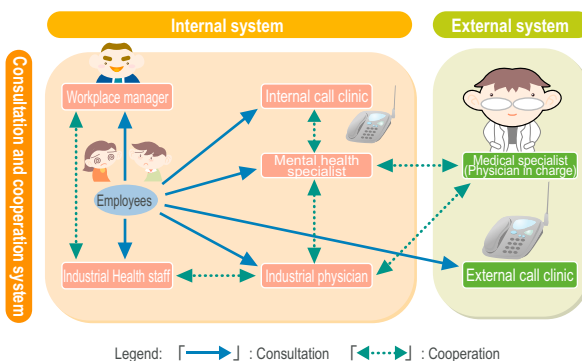 Internal system
External system
Consultation and cooperation system
Workplace manager
Internal call clinic
Mental health
specialist
Medical specialist
(Physician in charge)
Employees
Industrial Health staff
Industrial physician
External call clinic
Legend: 「 」 : Consultation 「 」 : Cooperation